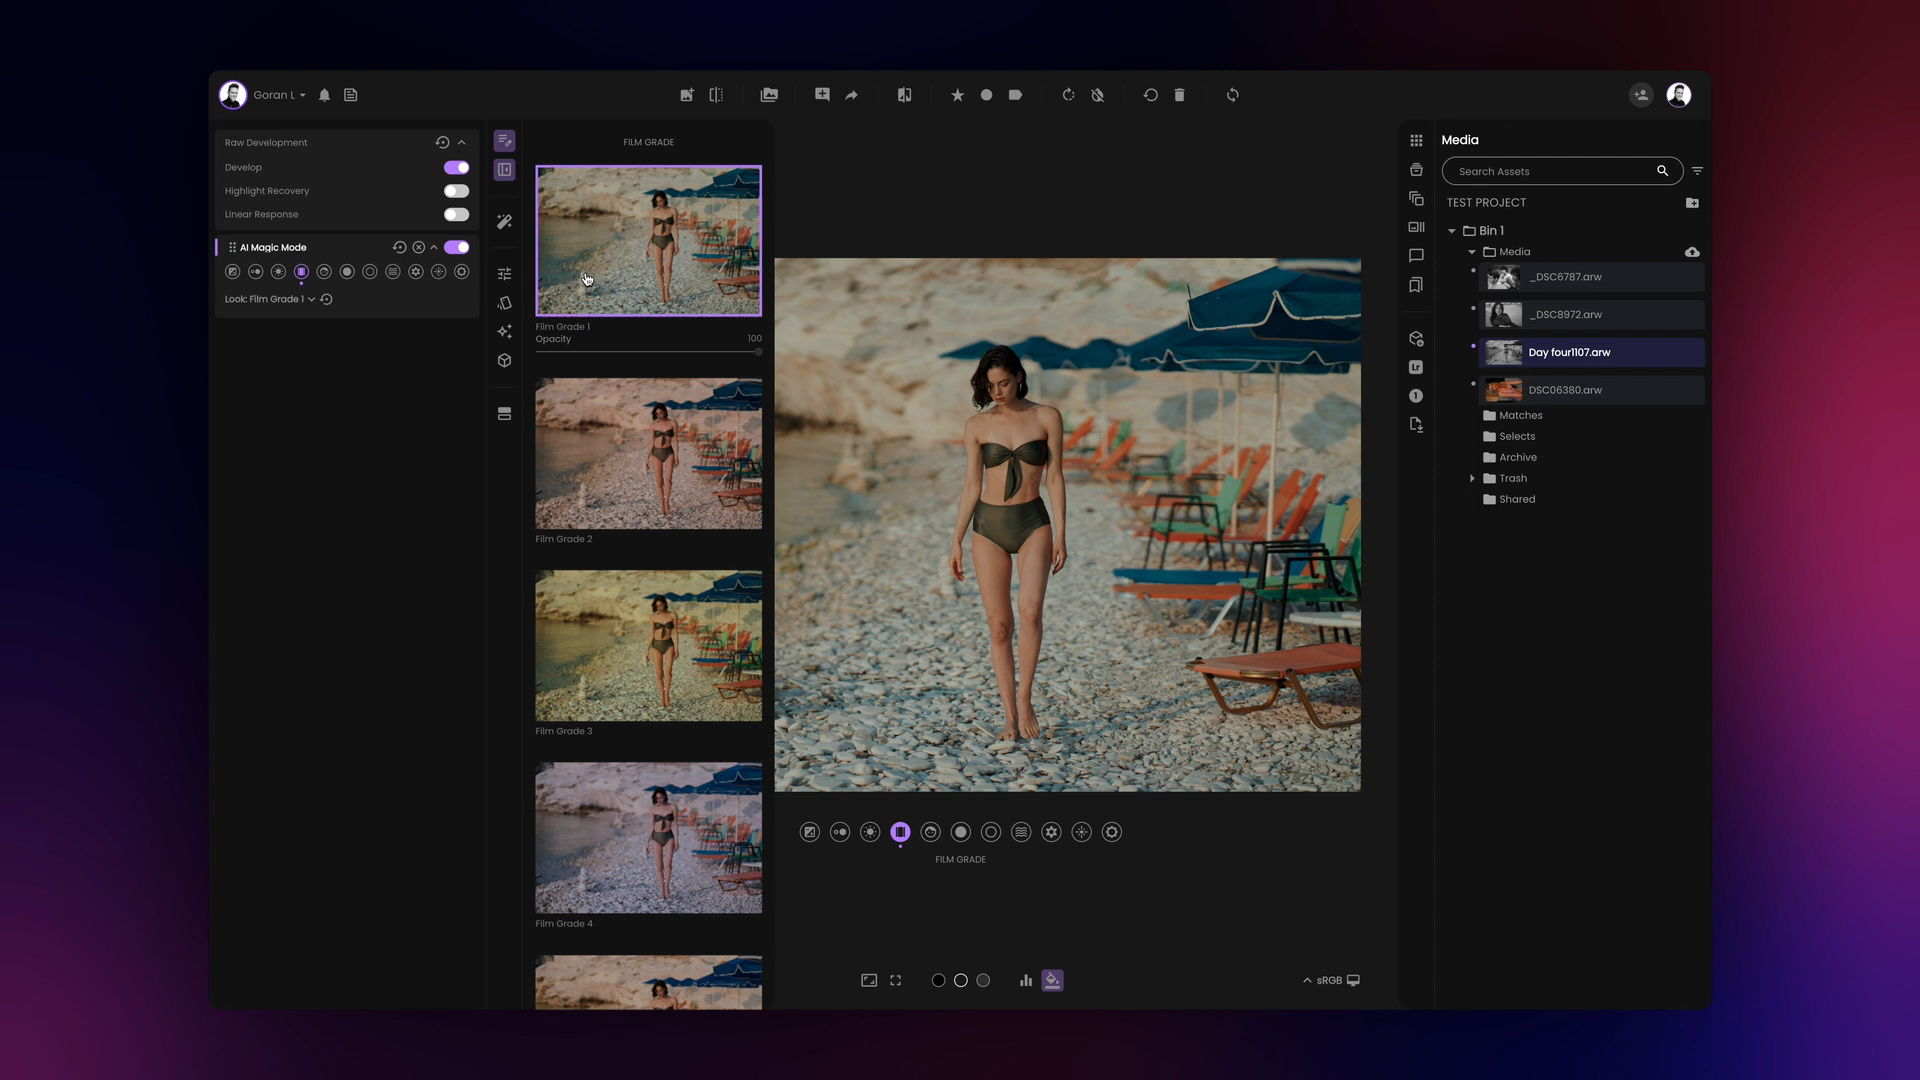 Goran L
Raw Development
Develop
Highlight Recovery
Linear Response
AI Magic Mode
Look: Film Grade 1
FILM GRADE
Film Grade 1
Opacity 100
Film Grade 2
Film Grade 3
Film Grade 4
FILM GRADE
sRGB
Media
Search Assets
TEST PROJECT
Bin 1
Media
_DSC6787.arw
_DSC8972.arw
Day four1107.arw
DSC06380.arw
Matches
Selects
Archive
Trash
Shared
Lr
1